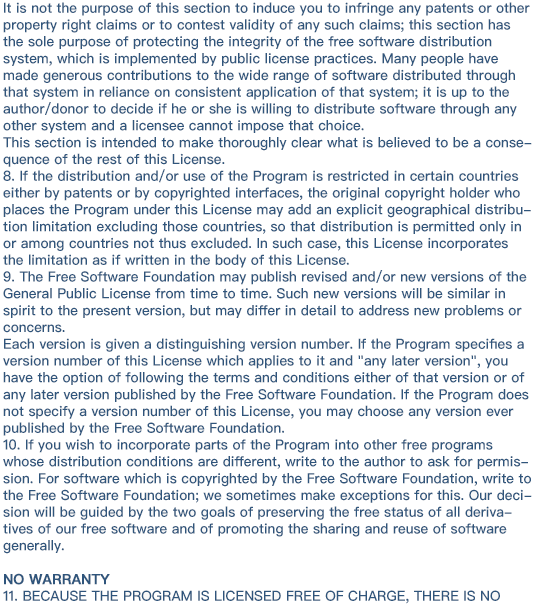 It is not the purpose of this section to induce you to infringe any patents or other
property right claims or to contest validity of any such claims; this section has
the sole purpose of protecting the integrity of the free software distribution
system, which is implemented by public license practices. Many people have
made generous contributions to the wide range of software distributed through
that system in reliance on consistent application of that system; it is up to the
author/donor to decide if he or she is willing to distribute software through any
other system and a licensee cannot impose that choice.
This section is intended to make thoroughly clear what is believed to be a conse-
quence of the rest of this License.
8. If the distribution and/or use of the Program is restricted in certain countries
either by patents or by copyrighted interfaces, the original copyright holder who
places the Program under this License may add an explicit geographical distribu-
tion limitation excluding those countries, so that distribution is permitted only in
or among countries not thus excluded. In such case, this License incorporates
the limitation as if written in the body of this License.
9. The Free Software Foundation may publish revised and/or new versions of the
General Public License from time to time. Such new versions will be similar in
spirit to the present version, but may differ in detail to address new problems or
concerns.
Each version is given a distinguishing version number. If the Program specifies a
version number of this License which applies to it and "any later version", you
have the option of following the terms and conditions either of that version or of
any later version published by the Free Software Foundation. If the Program does
not specify a version number of this License, you may choose any version ever
published by the Free Software Foundation.
10. If you wish to incorporate parts of the Program into other free programs
whose distribution conditions are different, write to the author to ask for permis-
sion. For software which is copyrighted by the Free Software Foundation, write to
the Free Software Foundation; we sometimes make exceptions for this. Our deci-
sion will be guided by the two goals of preserving the free status of all deriva-
tives of our free software and of promoting the sharing and reuse of software
generally.
NO WARRANTY
11. BECAUSE THE PROGRAM IS LICENSED FREE OF CHARGE, THERE IS NO